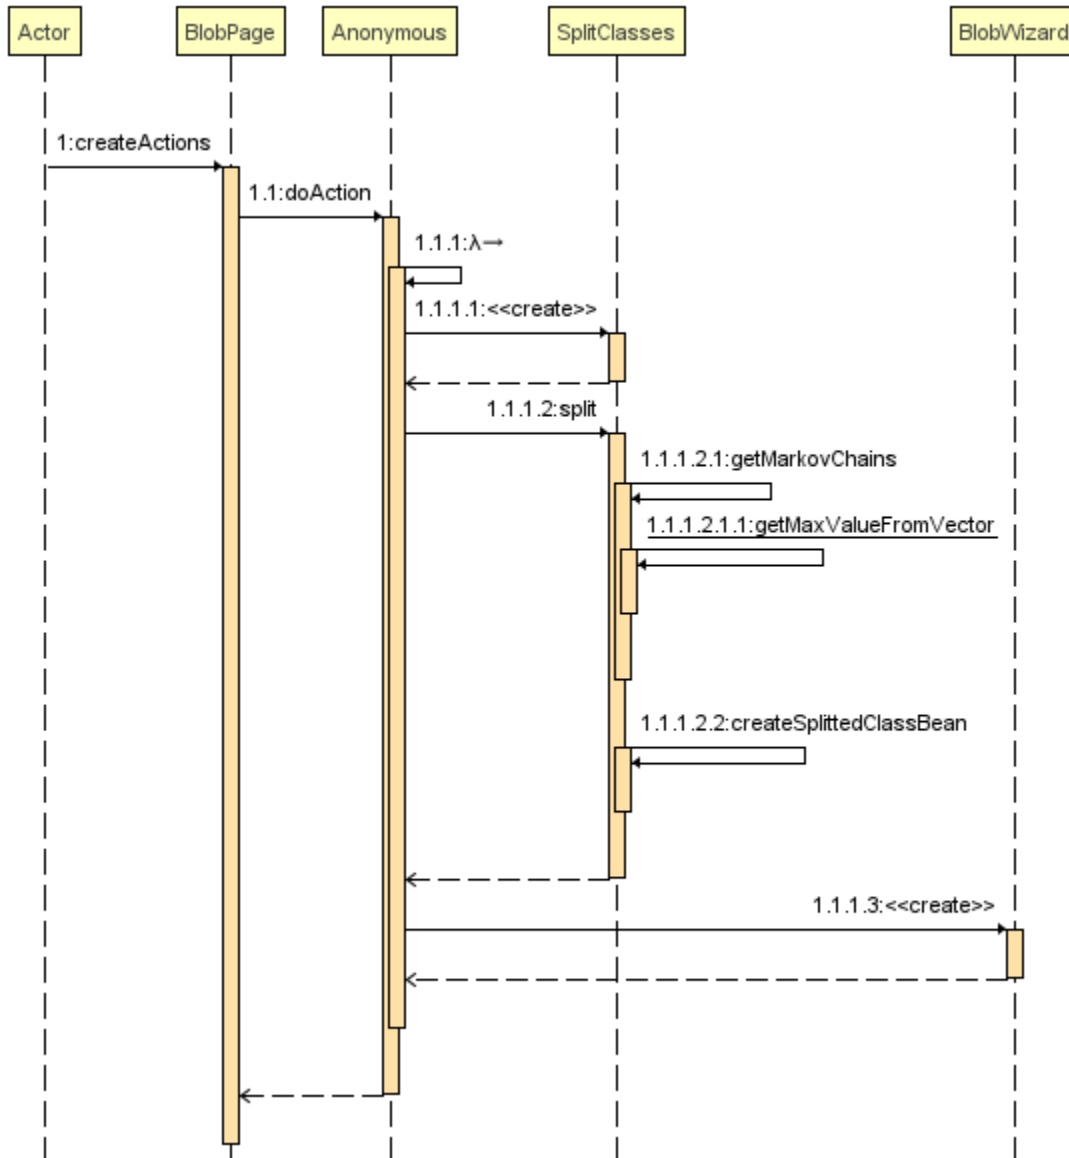 Actor
BlobPage
Anonymous
SplitClasses
BlobWizard
1:createActions
1.1:doAction
1.1.1:λ→
1.1.1.1:<<create>>
1.1.1.2:split
1.1.1.2.1:getMarkovChains
1.1.1.2.1.1:getMaxValueFromVector
1.1.1.2.2:createSplittedClassBean
1.1.1.3:<<create>>